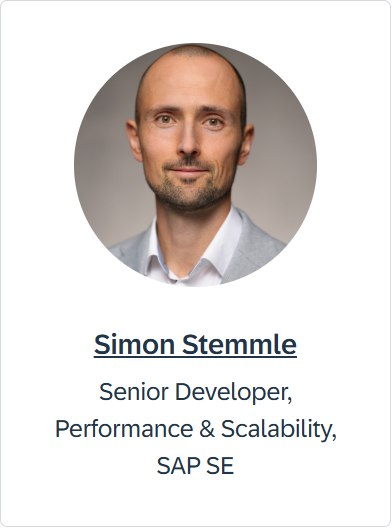 Simon Stemmle
Senior Developer,
Performance & Scalability,
SAP SE